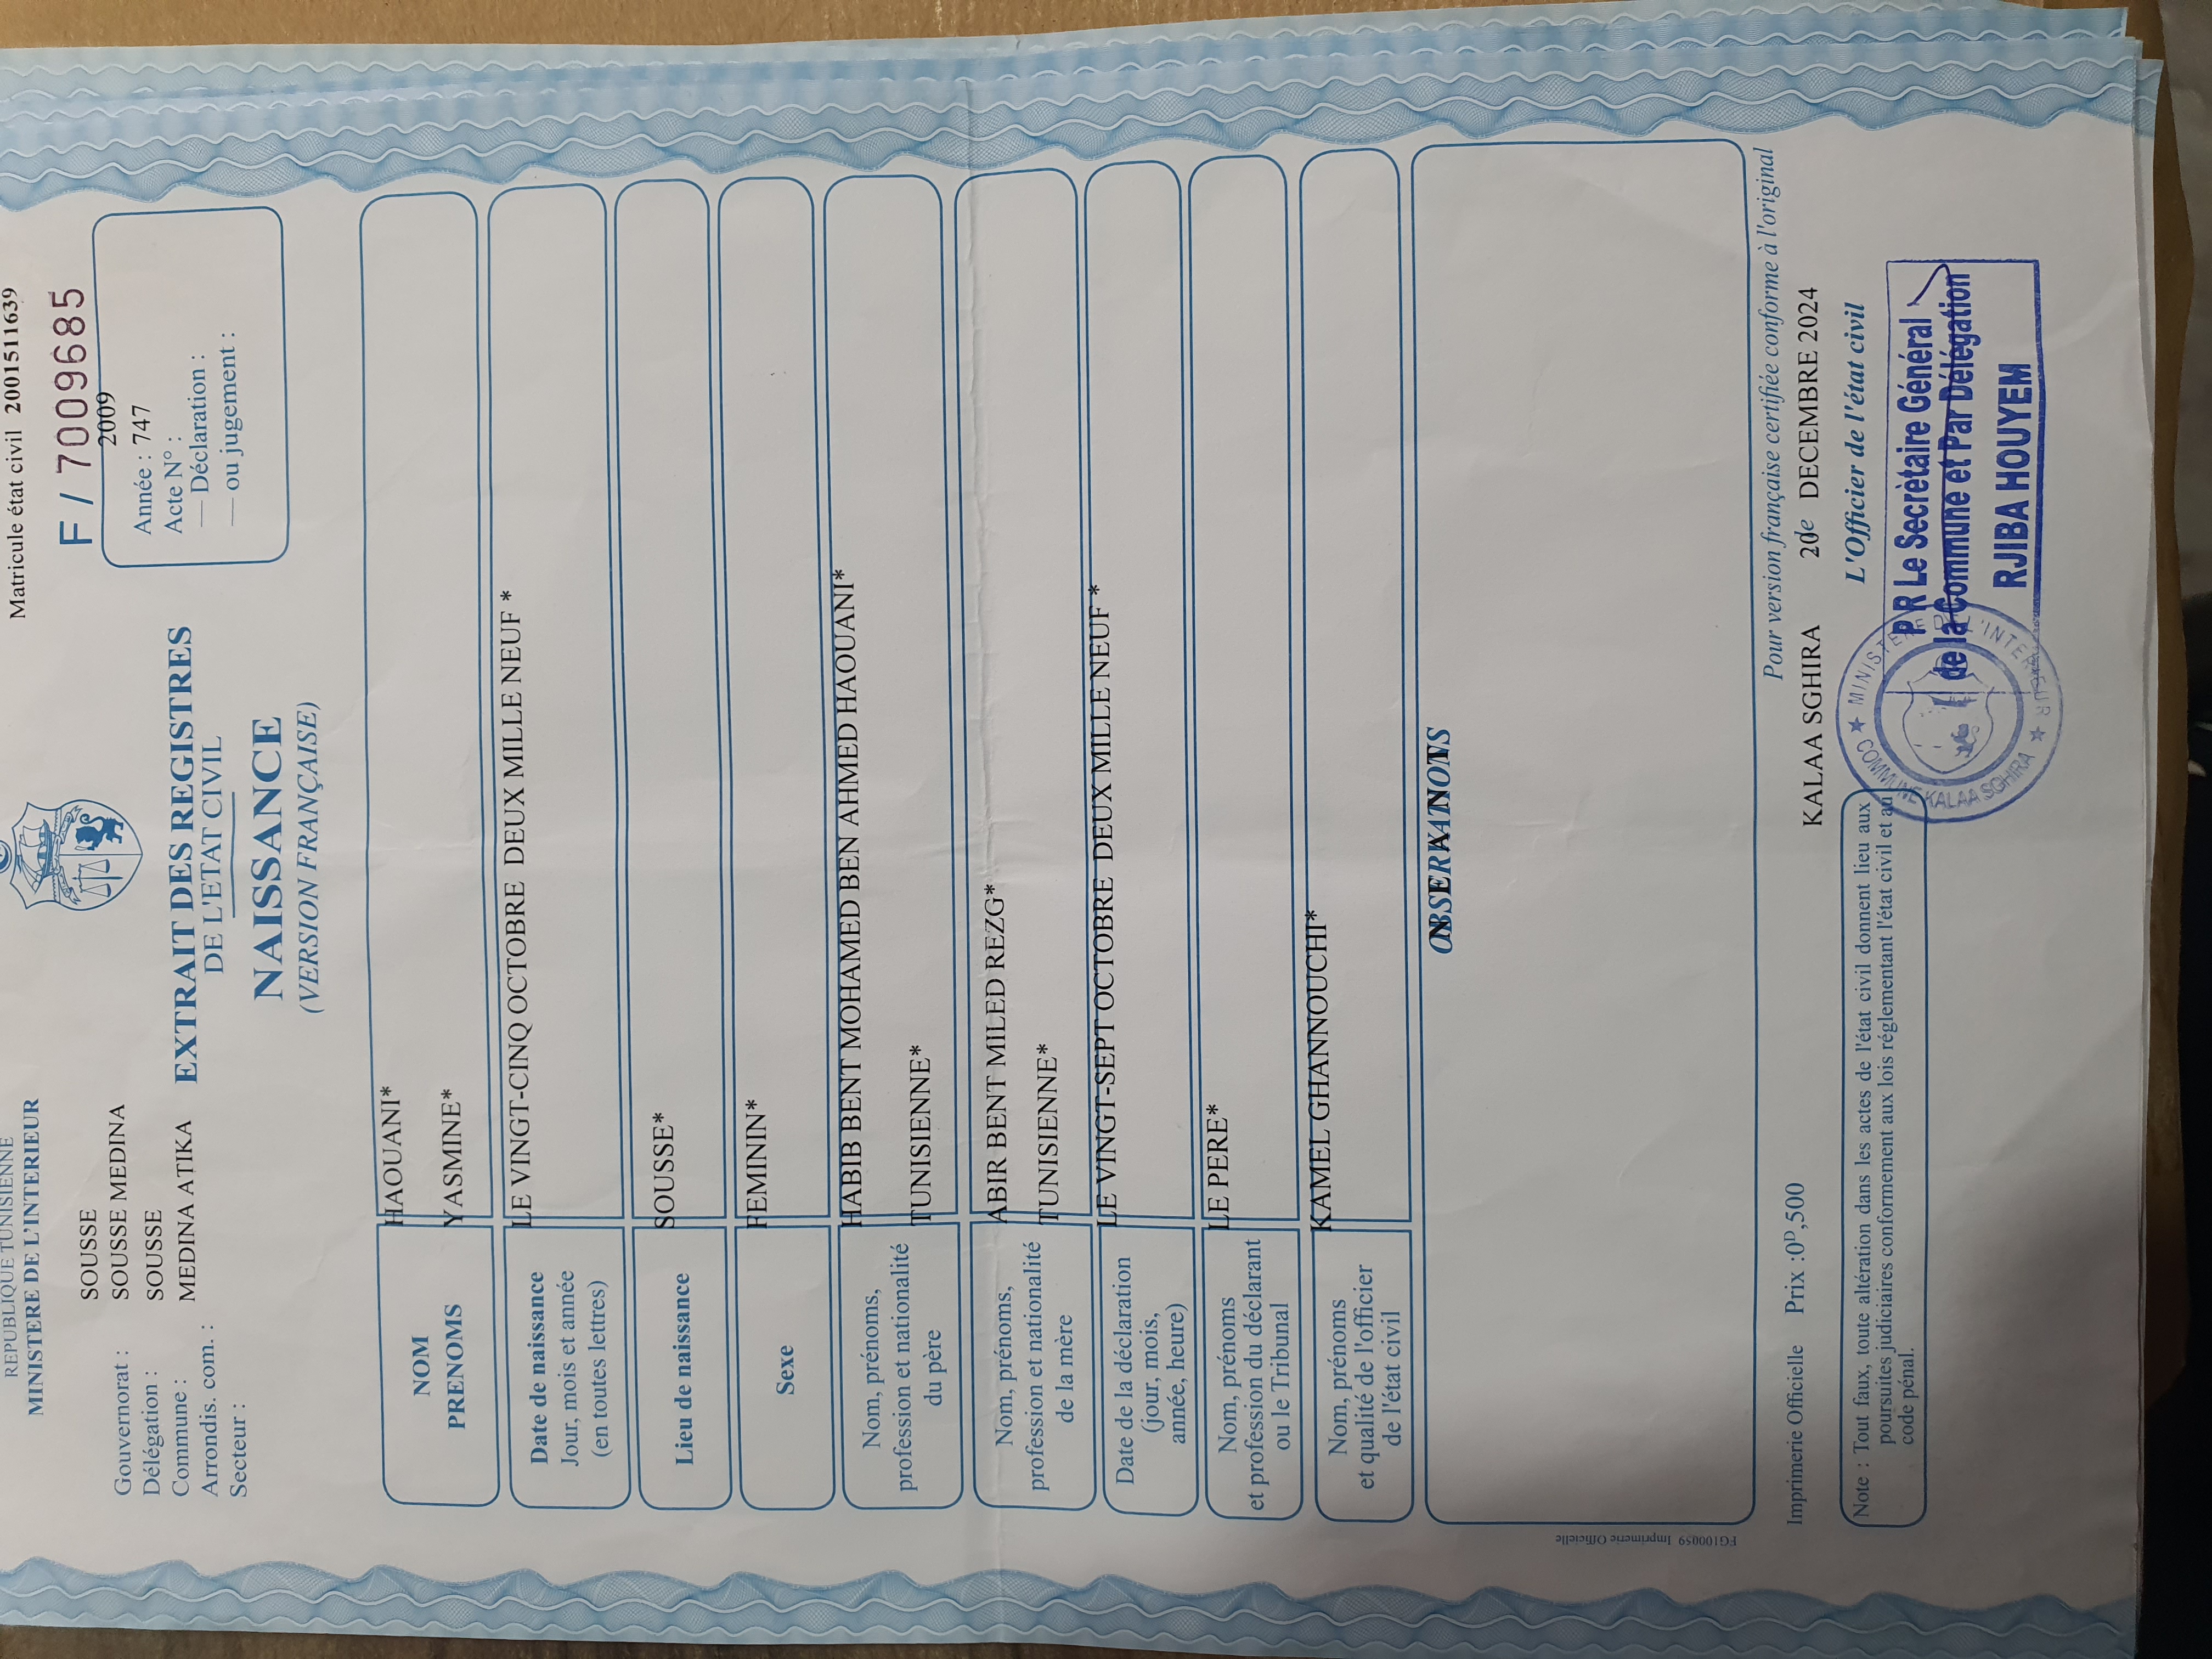 Matricule état civil 2001511639
REPUBLIQUE TUNISIENNE
MINISTERE DE L'INTERIEUR
F / 7009685
Gouvernorat : SOUSSE
Délégation : SOUSSE MEDINA
Commune : SOUSSE
Arrondis. com. : MEDINA ATIKA
Secteur :
EXTRAIT DES REGISTRES
DE L'ETAT CIVIL
NAISSANCE
(VERSION FRANÇAISE)
2009
Année : 747
Acte N° :
— Déclaration :
— ou jugement :
NOM
PRENOMS
HAOUANI*
YASMINE*
Date de naissance
Jour, mois et année
(en toutes lettres)
LE VINGT-CINQ OCTOBRE DEUX MILLE NEUF *
Lieu de naissance
SOUSSE*
Sexe
FEMININ*
Nom, prénoms,
profession et nationalité
du père
HABIB BENT MOHAMED BEN AHMED HAOUANI*
TUNISIENNE*
Nom, prénoms,
profession et nationalité
de la mère
ABIR BENT MILED REZG*
TUNISIENNE*
Date de la déclaration
(jour, mois,
année, heure)
LE VINGT-SEPT OCTOBRE DEUX MILLE NEUF *
Nom, prénoms
et profession du déclarant
ou le Tribunal
LE PERE*
Nom, prénoms
et qualité de l'officier
de l'état civil
KAMEL GHANNOUCHI*
OBSERVATIONS
FG100059 Imprimerie Officielle
Pour version française certifiée conforme à l'original
Imprimerie Officielle Prix :0D,500
KALAA SGHIRA 20 de DECEMBRE 2024
L'Officier de l'état civil
Note : Tout faux, toute altération dans les actes de l'état civil donnent lieu aux
poursuites judiciaires conformement aux lois réglementant l'état civil et au
code pénal.
P R Le Secrètaire Général
de la Commune et Par Délégation
RJIBA HOUYEM
MINISTERE DE L'INTERIEUR
COMMUNE KALAA SGHIRA